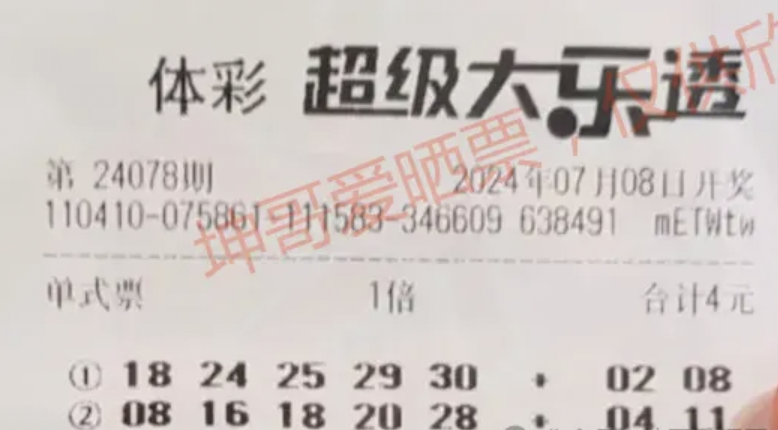 体彩 超级大乐透
第 24078期 2024年07月08日开奖
110410-075861-111583-346609 638491 mETWtw
坤哥爱晒票,仅供欣
单式票 1倍 合计4元
① 18 24 25 29 30 + 02 08
② 08 16 18 20 28 + 04 11